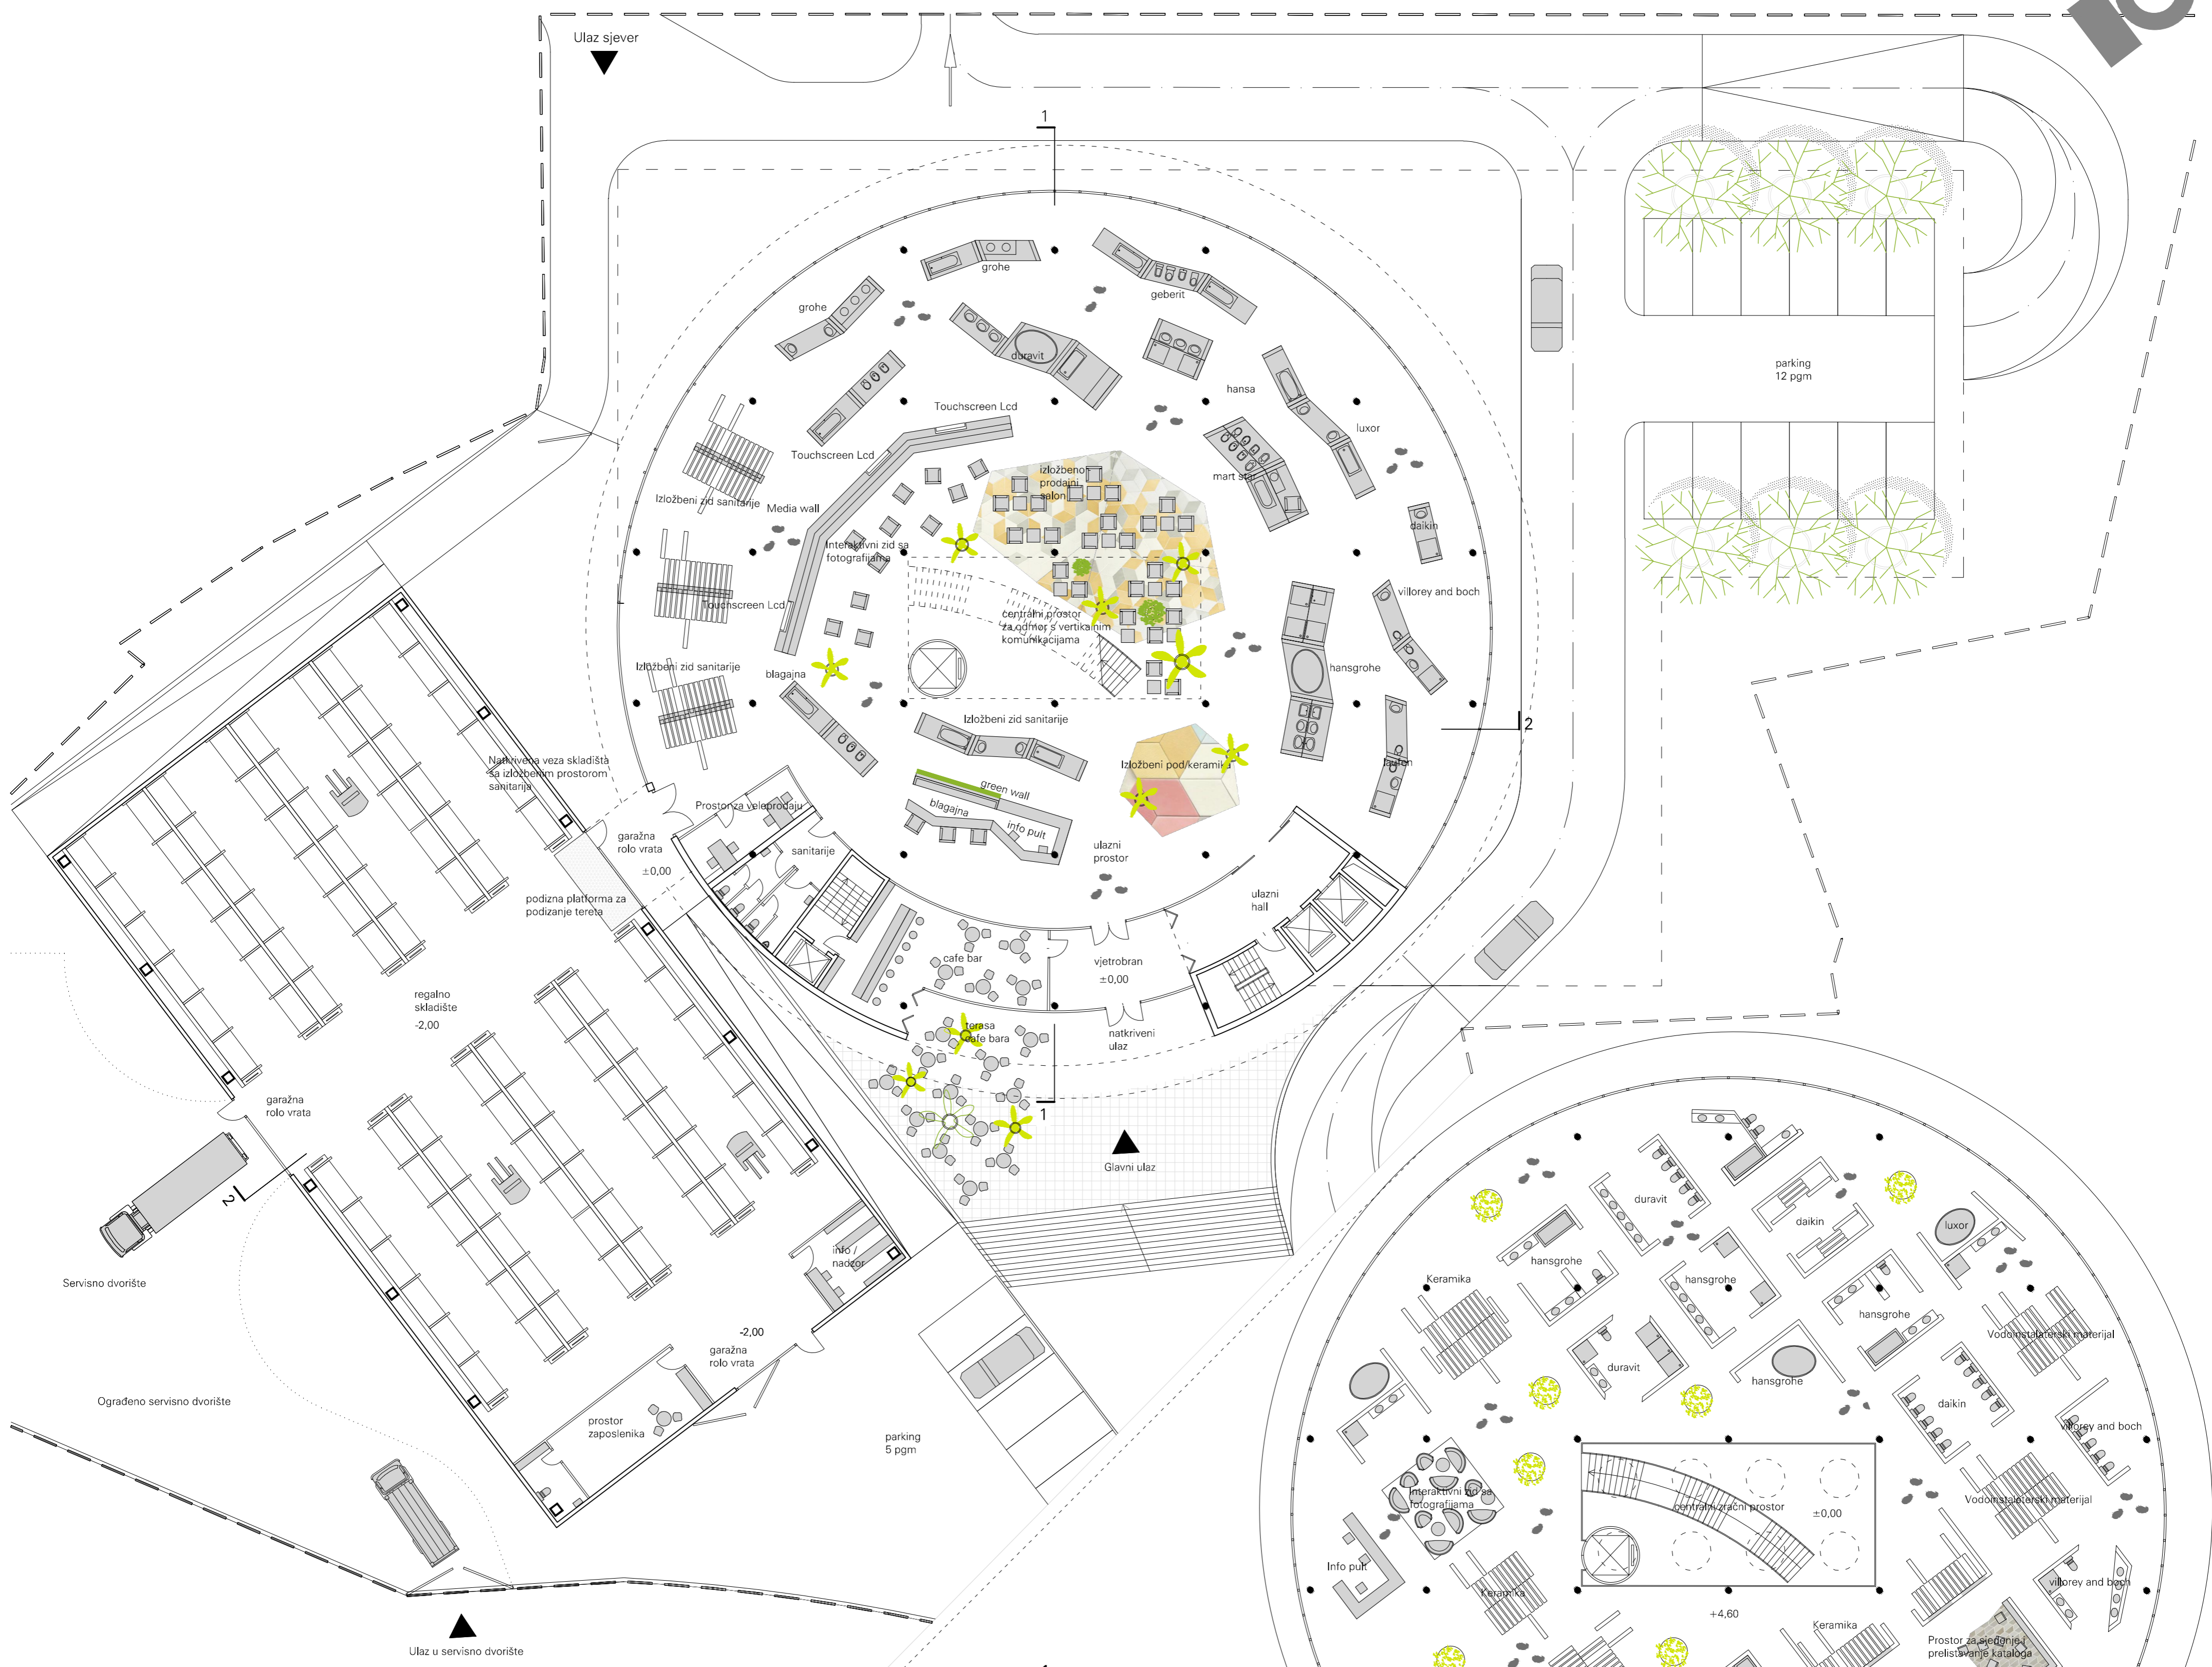 Ulaz sjever
1
grohe
geberit
grohe
duravit
parking
12 pgm
hansa
Touchscreen Lcd
luxor
Touchscreen Lcd
izložbeno
prodajni
salon
mart star
Izložbeni zid sanitarije
Media wall
daikin
Interaktivni zid sa
fotografijama
villorey and boch
Touchscreen Lcd
centralni prostor
za odmor s vertikalnim
komunikacijama
Izložbeni zid sanitarije
blagajna
hansgrohe
Izložbeni zid sanitarije
2
Natkrivena veza skladišta
sa izložbenim prostorom
sanitarija
Izložbeni pod/keramika
laufen
green wall
Prostor za veleprodaju
blagajna
info pult
garažna
rolo vrata
±0,00
sanitarije
ulazni
prostor
podizna platforma za
podizanje tereta
ulazni
hall
cafe bar
vjetrobran
±0,00
regalno
skladište
-2,00
terasa
cafe bara
natkriveni
ulaz
garažna
rolo vrata
1
Glavni ulaz
2
duravit
daikin
luxor
info /
nadzor
Servisno dvorište
hansgrohe
Keramika
hansgrohe
hansgrohe
-2,00
garažna
rolo vrata
Vodoinstalaterski materijal
duravit
hansgrohe
Ograđeno servisno dvorište
daikin
prostor
zaposlenika
villorey and boch
parking
5 pgm
Interaktivni zid sa
fotografijama
centralni zračni prostor
±0,00
Vodoinstalaterski materijal
Info pult
Keramika
villorey and boch
+4,60
Keramika
Ulaz u servisno dvorište
Prostor za sjedenje i
prelistavanje kataloga